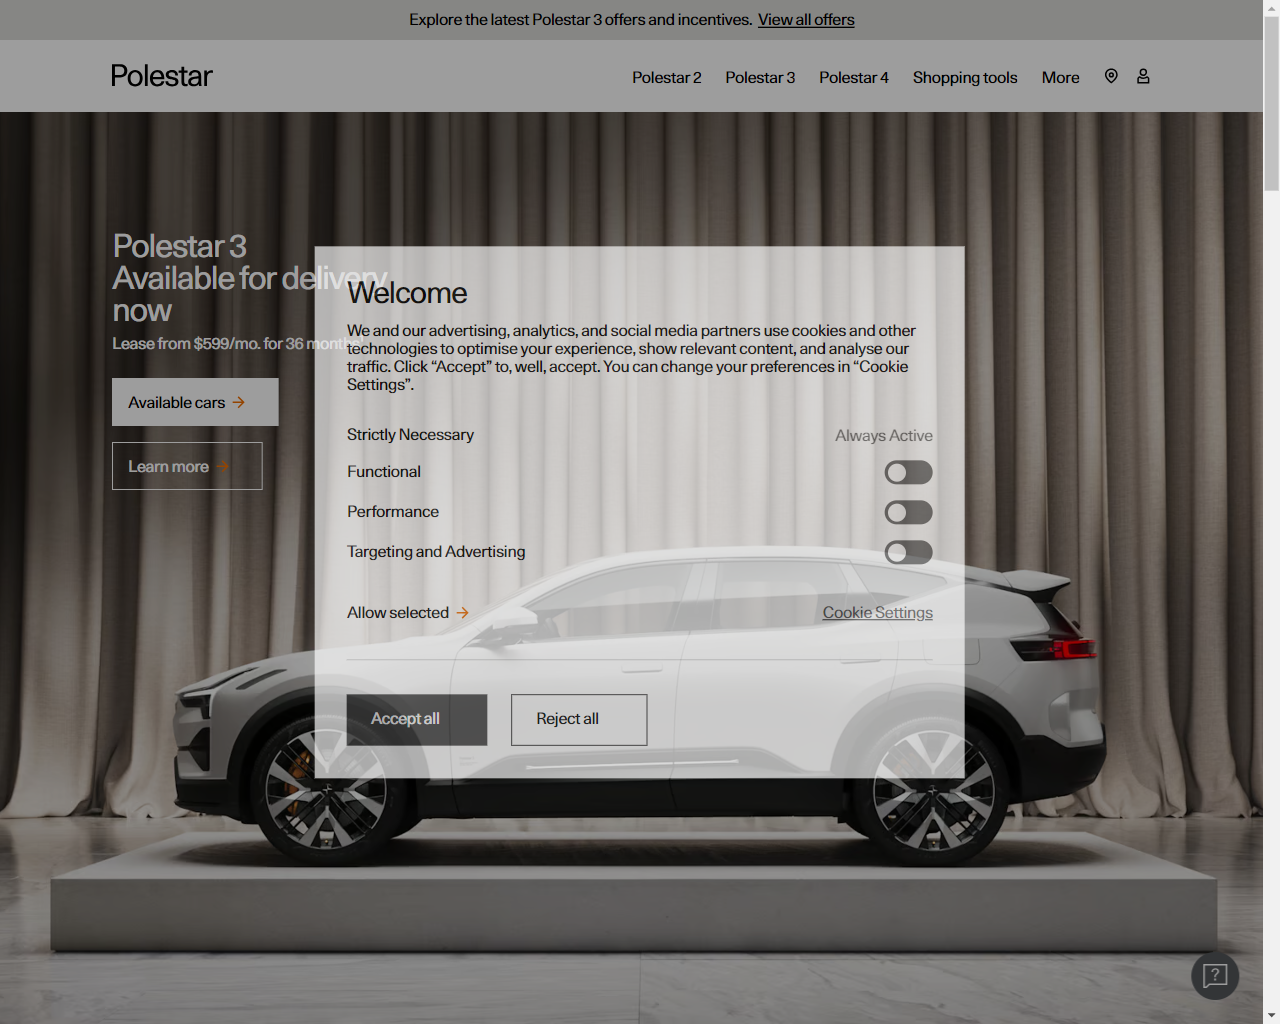 Explore the latest Polestar 3 offers and incentives. View all offers
Polestar
Polestar 2 Polestar 3 Polestar 4 Shopping tools More
Polestar 3
Available for delivery
now
Lease from $599/mo. for 36 months
Available cars →
Learn more →
Welcome
We and our advertising, analytics, and social media partners use cookies and other
technologies to optimise your experience, show relevant content, and analyse our
traffic. Click “Accept” to, well, accept. You can change your preferences in “Cookie
Settings”.
Strictly Necessary Always Active
Functional
Performance
Targeting and Advertising
Allow selected → Cookie Settings
Accept all Reject all